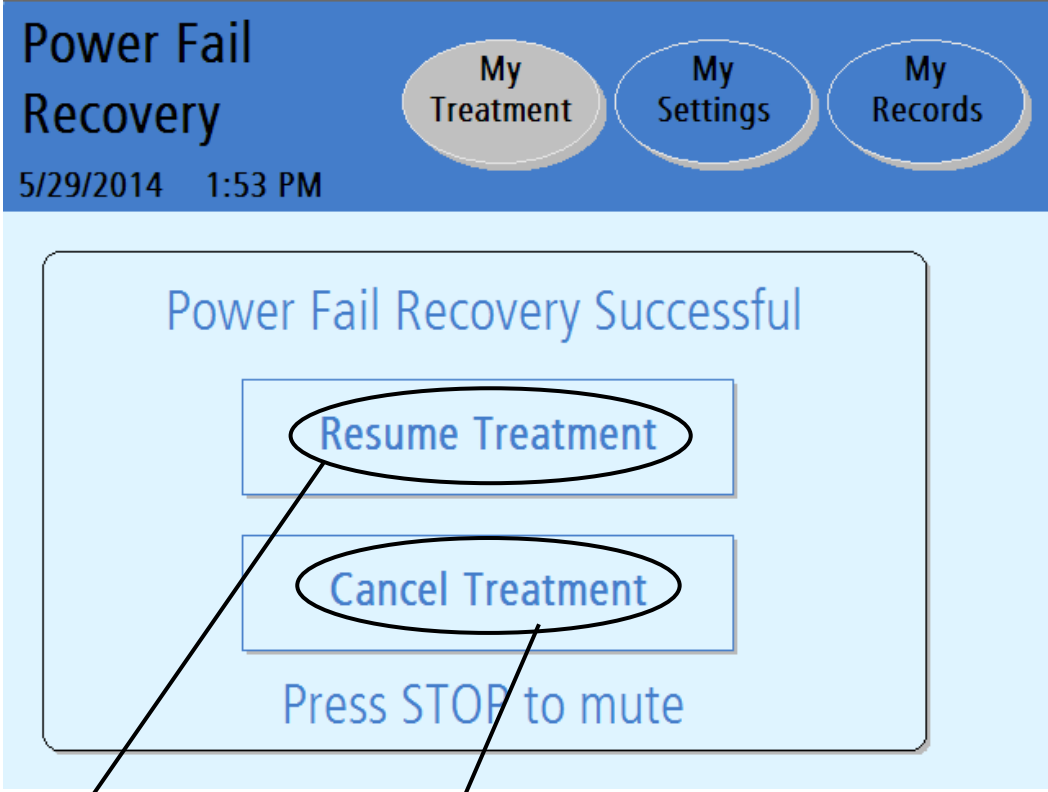 Power Fail
Recovery
My
Treatment
My
Settings
My
Records
5/29/2014 1:53 PM
Power Fail Recovery Successful
Resume Treatment
Cancel Treatment
Press STOP to mute